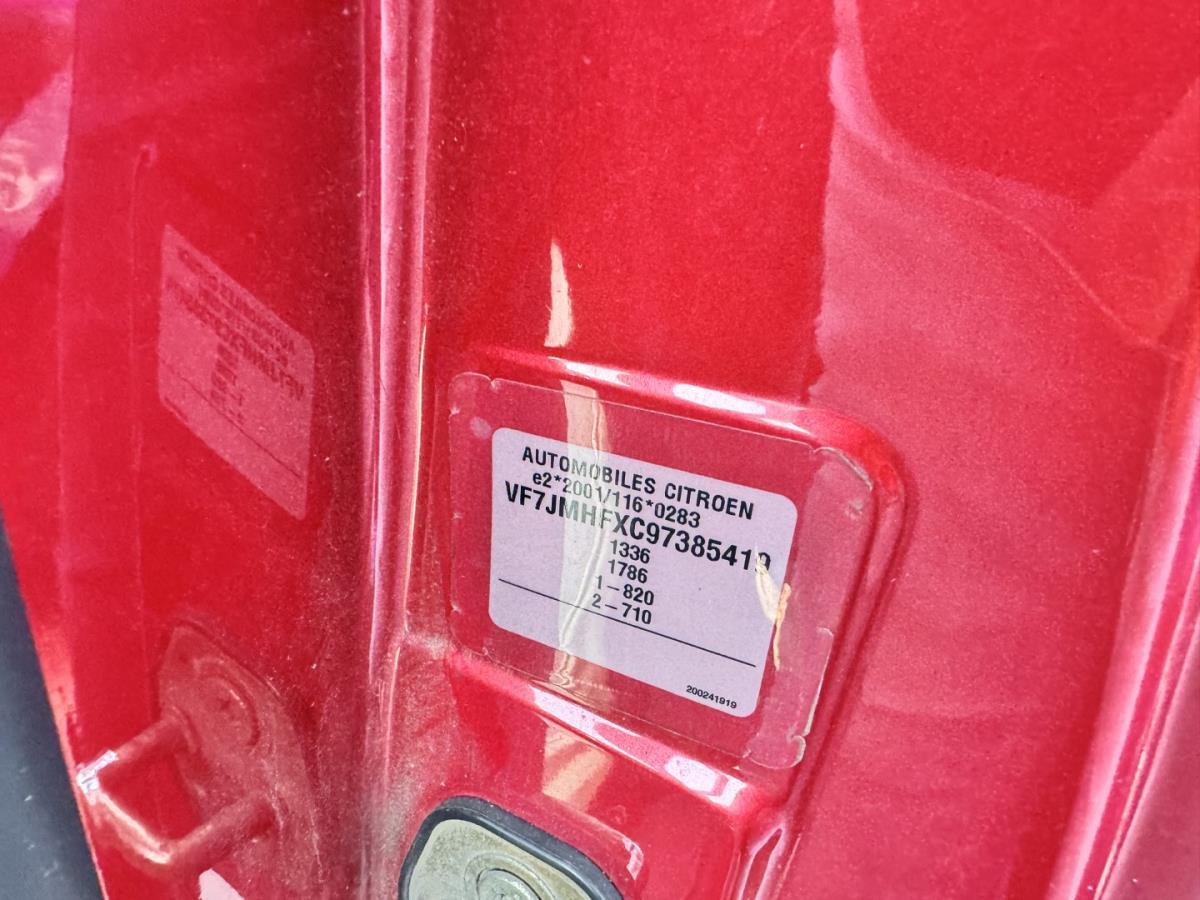 AUTOMOBILES CITROEN
e2*2001/116*0283
VF7JMHFXC97385419
1336
1786
1-820
2-710
200241919